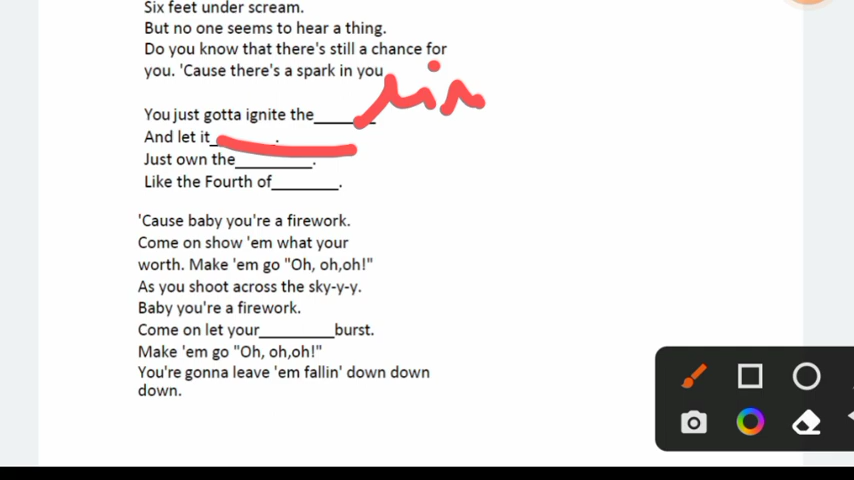 Six feet under scream.
But no one seems to hear a thing.
Do you know that there's still a chance for
you. 'Cause there's a spark in you
You just gotta ignite the______
And let it______.
Just own the________.
Like the Fourth of_______.
'Cause baby you're a firework.
Come on show 'em what your
worth. Make 'em go "Oh, oh,oh!"
As you shoot across the sky-y-y.
Baby you're a firework.
Come on let your________burst.
Make 'em go "Oh, oh,oh!"
You're gonna leave 'em fallin' down down
down.